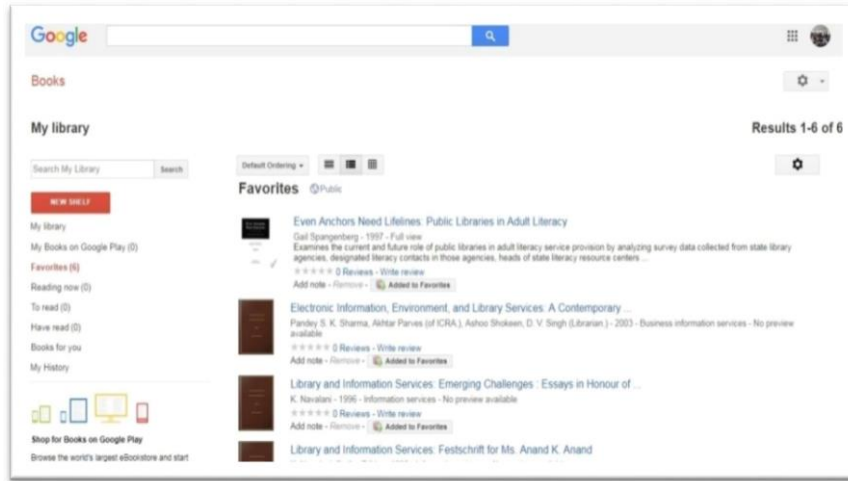 Google
Books
My library
Results 1-6 of 6
Search My Library
Search
NEW SHELF
My library
My Books on Google Play (0)
Favorites (6)
Reading now (0)
To read (0)
Have read (0)
Books for you
My History
Shop for Books on Google Play
Browse the world's largest eBookstore and start
Default Ordering
Favorites Public
Even Anchors Need Lifelines: Public Libraries in Adult Literacy
Gail Spangenberg - 1997 - Full view
Examines the current and future role of public libraries in adult literacy service provision by analyzing survey data collected from state library
agencies, designated literacy contacts in those agencies, heads of state literacy resource centers ...
0 Reviews - Write review
Add note - Remove - Added to Favorites
Electronic Information, Environment, and Library Services: A Contemporary ...
Pandey S. K. Sharma, Akhtar Parves (of ICRA.), Ashoo Shokeen, D. V. Singh (Librarian.) - 2003 - Business information services - No preview
available
0 Reviews - Write review
Add note - Remove - Added to Favorites
Library and Information Services: Emerging Challenges : Essays in Honour of ...
K. Navalani - 1996 - Information services - No preview available
0 Reviews - Write review
Add note - Remove - Added to Favorites
Library and Information Services: Festschrift for Ms. Anand K. Anand